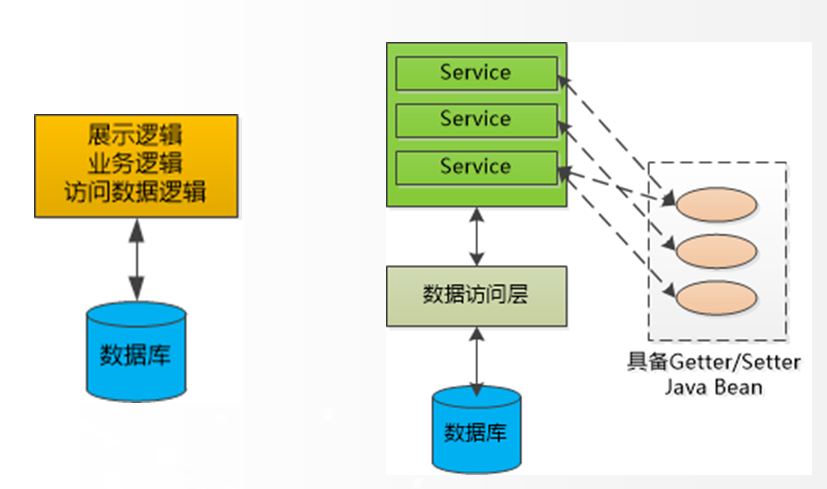 展示逻辑
业务逻辑
访问数据逻辑
数据库
Service
Service
Service
数据访问层
数据库
具备Getter/Setter
Java Bean